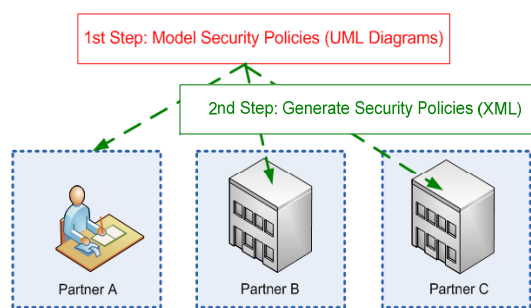 1st Step: Model Security Policies (UML Diagrams)
2nd Step: Generate Security Policies (XML)
Partner A
Partner B
Partner C